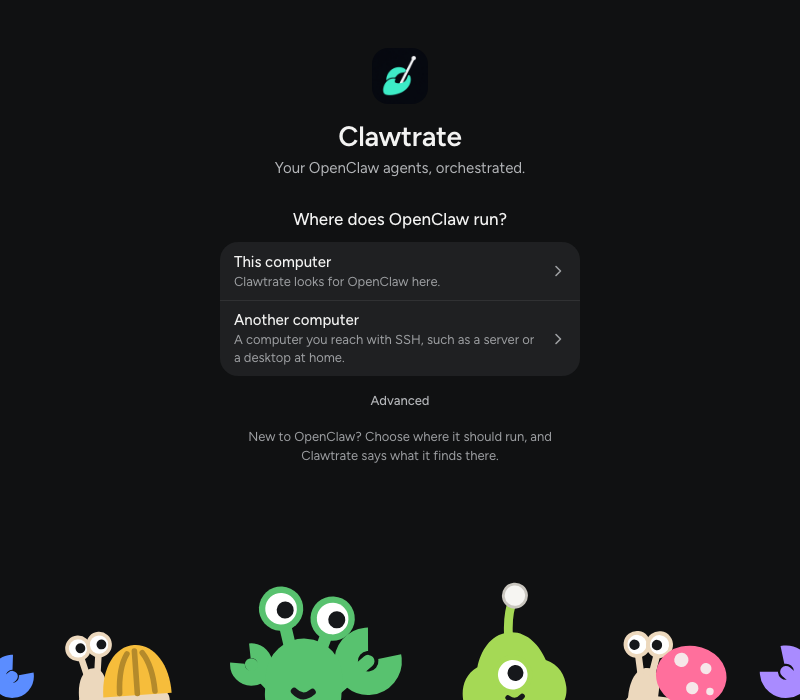 Clawtrate
Your OpenClaw agents, orchestrated.
Where does OpenClaw run?
This computer
Clawtrate looks for OpenClaw here.
Another computer
A computer you reach with SSH, such as a server or
a desktop at home.
Advanced
New to OpenClaw? Choose where it should run, and
Clawtrate says what it finds there.